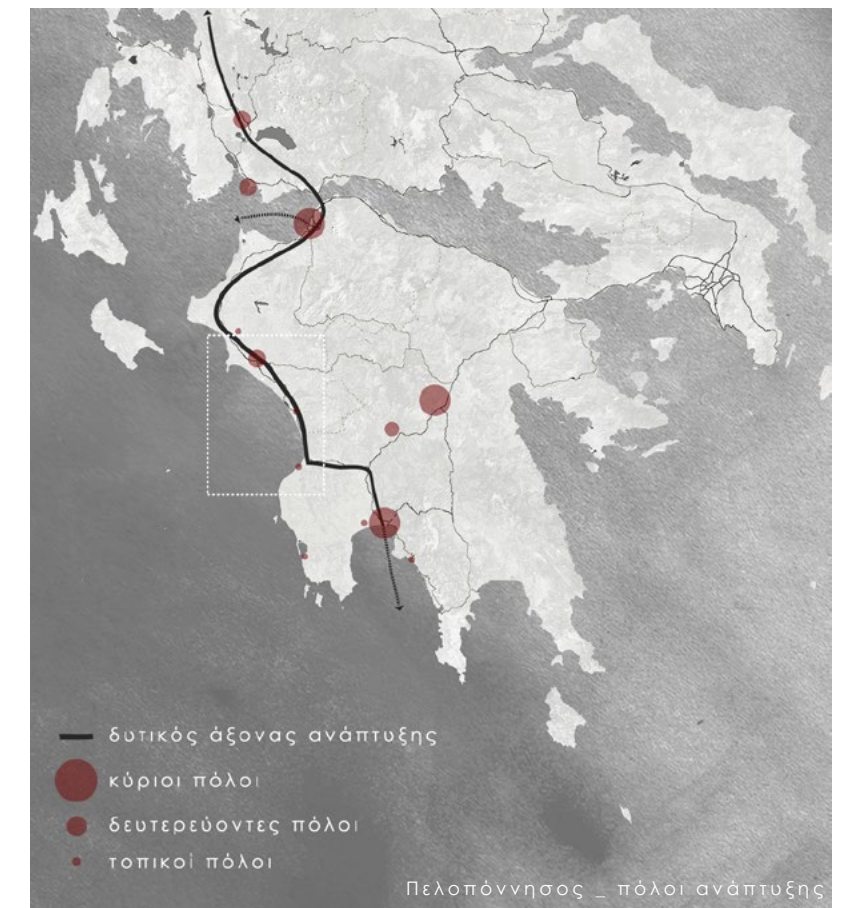 δυτικός άξονας ανάπτυξης
κύριοι πόλοι
δευτερεύοντες πόλοι
τοπικοί πόλοι
Πελοπόννησος _ πόλοι ανάπτυξης